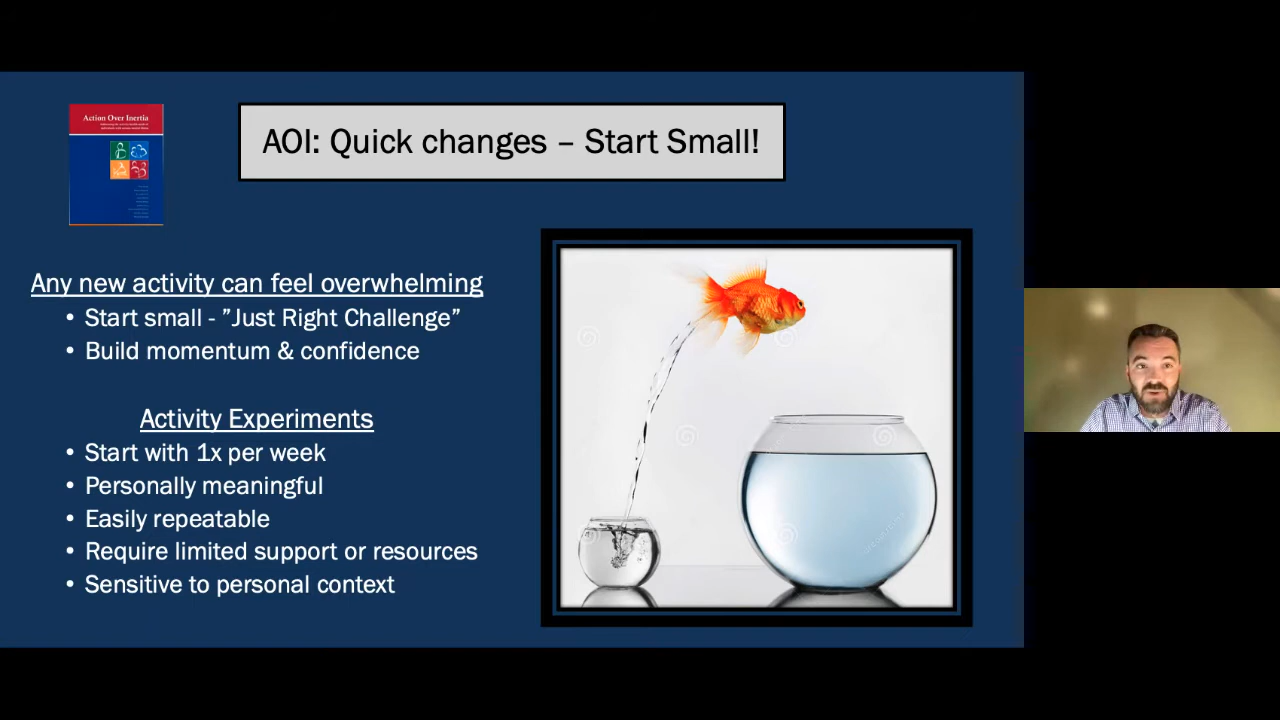 Action Over Inertia
AOI: Quick changes – Start Small!
Any new activity can feel overwhelming
• Start small - ”Just Right Challenge”
• Build momentum & confidence
Activity Experiments
• Start with 1x per week
• Personally meaningful
• Easily repeatable
• Require limited support or resources
• Sensitive to personal context